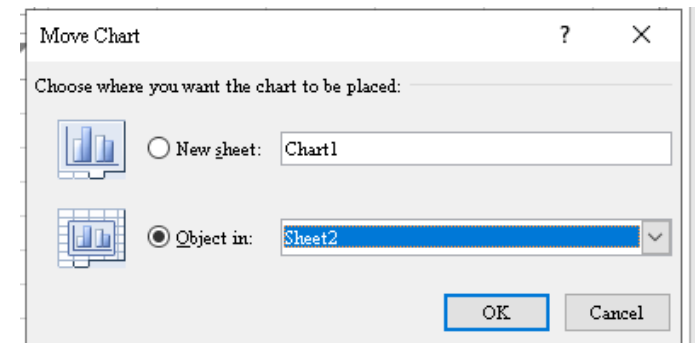 Move Chart ?
Choose where you want the chart to be placed:
New sheet: Chart1
Object in: Sheet2
OK Cancel